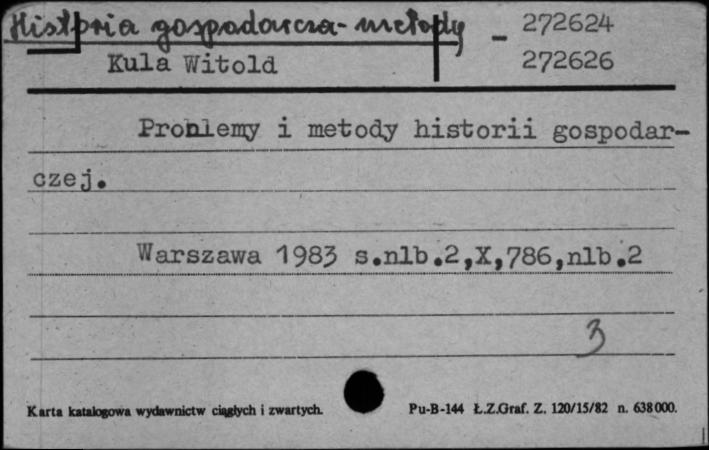 Historia gospodarcza - metody
– 272624
Kula Witold
272626
Problemy i metody historii gospodar-
czej.
Warszawa 1983 s.nlb.2,X,786,nlb.2
3
Karta katalogowa wydawnictw ciągłych i zwartych.
Pu-B-144 Ł.Z.Graf. Z. 120/15/82 n. 638000.